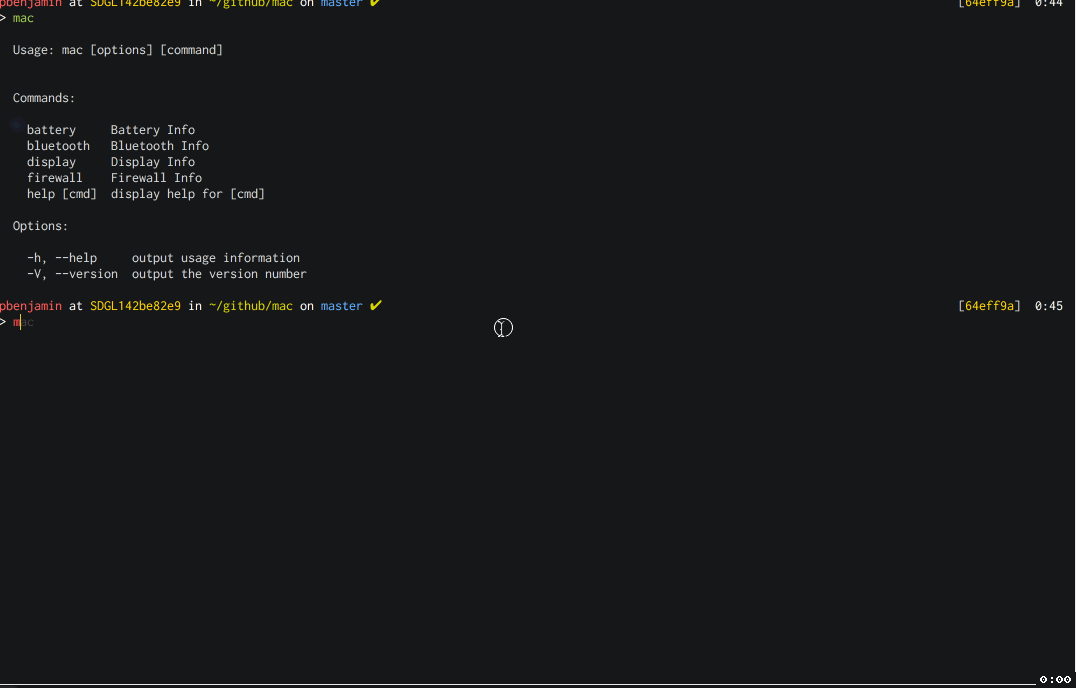 pbenjamin at SDGL142be82e9 in ~/github/mac on master ✔ [64eff9a] 0:44
> mac
Usage: mac [options] [command]
Commands:
battery Battery Info
bluetooth Bluetooth Info
display Display Info
firewall Firewall Info
help [cmd] display help for [cmd]
Options:
-h, --help output usage information
-V, --version output the version number
pbenjamin at SDGL142be82e9 in ~/github/mac on master ✔ [64eff9a] 0:45
> mac
0:00